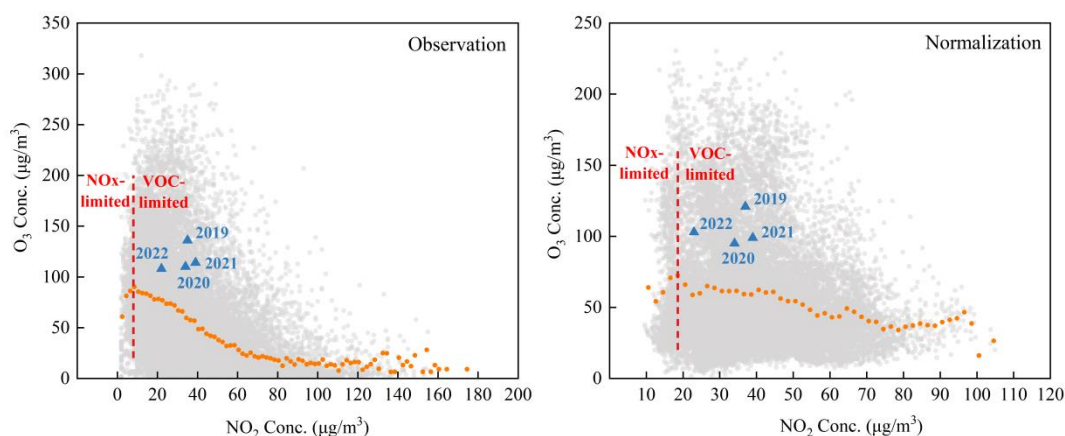 Observation
350
300
250
200
150
100
50
0
O3 Conc. (μg/m³)
NOx-
limited
VOC-
limited
2019
2022
2021
2020
-20 0 20 40 60 80 100 120 140 160 180 200
NO2 Conc. (μg/m³)
Normalization
250
200
150
100
50
0
O3 Conc. (μg/m³)
NOx-
limited
VOC-
limited
2019
2022
2021
2020
10 20 30 40 50 60 70 80 90 100 110 120
NO2 Conc. (μg/m³)